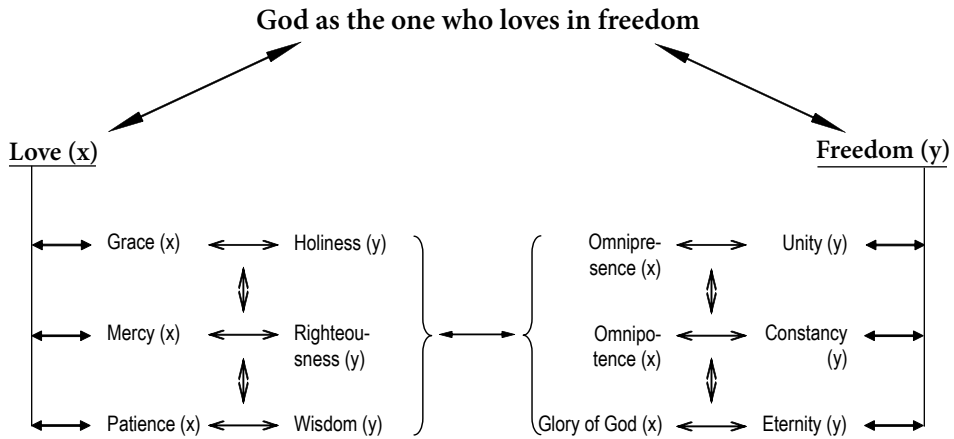 God as the one who loves in freedom
Love (x)
Freedom (y)
Grace (x)
Holiness (y)
Omnipre-
sence (x)
Unity (y)
Mercy (x)
Righteou-
sness (y)
Omnipo-
tence (x)
Constancy
(y)
Patience (x)
Wisdom (y)
Glory of God (x)
Eternity (y)